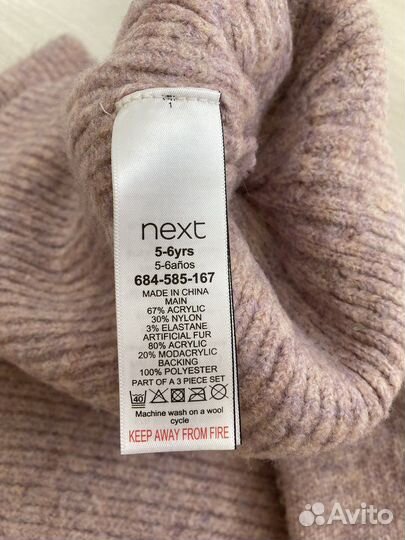 1
next
5-6yrs
5-6años
684-585-167
MADE IN CHINA
MAIN
67% ACRYLIC
30% NYLON
3% ELASTANE
ARTIFICIAL FUR
80% ACRYLIC
20% MODACRYLIC
BACKING
100% POLYESTER
PART OF A 3 PIECE SET
40
Machine wash on a wool
cycle
KEEP AWAY FROM FIRE
Avito